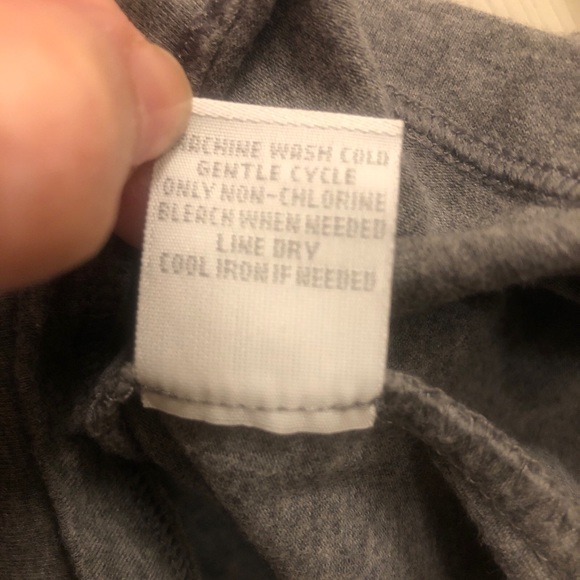 MACHINE WASH COLD
GENTLE CYCLE
ONLY NON-CHLORINE
BLEACH WHEN NEEDED
LINE DRY
COOL IRON IF NEEDED